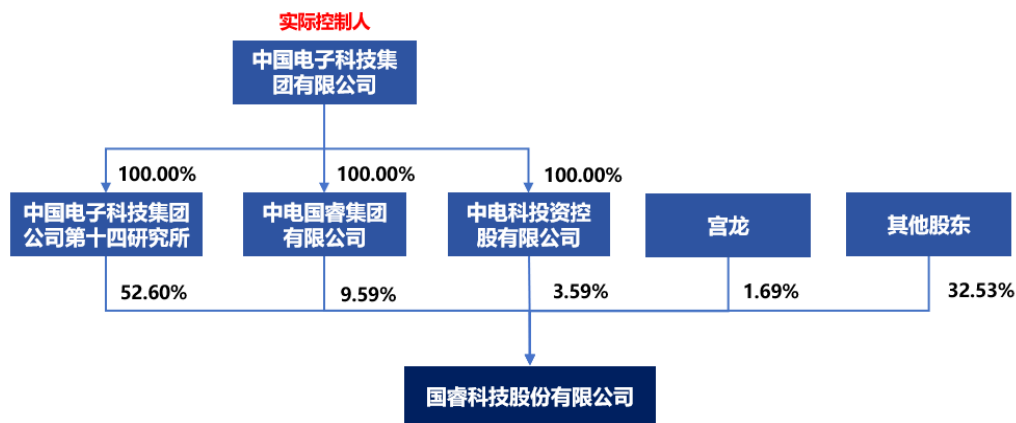 实际控制人
中国电子科技集
团有限公司
100.00%
100.00%
100.00%
中国电子科技集团
公司第十四研究所
中电国睿集团
有限公司
中电科投资控
股有限公司
宫龙
其他股东
52.60%
9.59%
3.59%
1.69%
32.53%
国睿科技股份有限公司